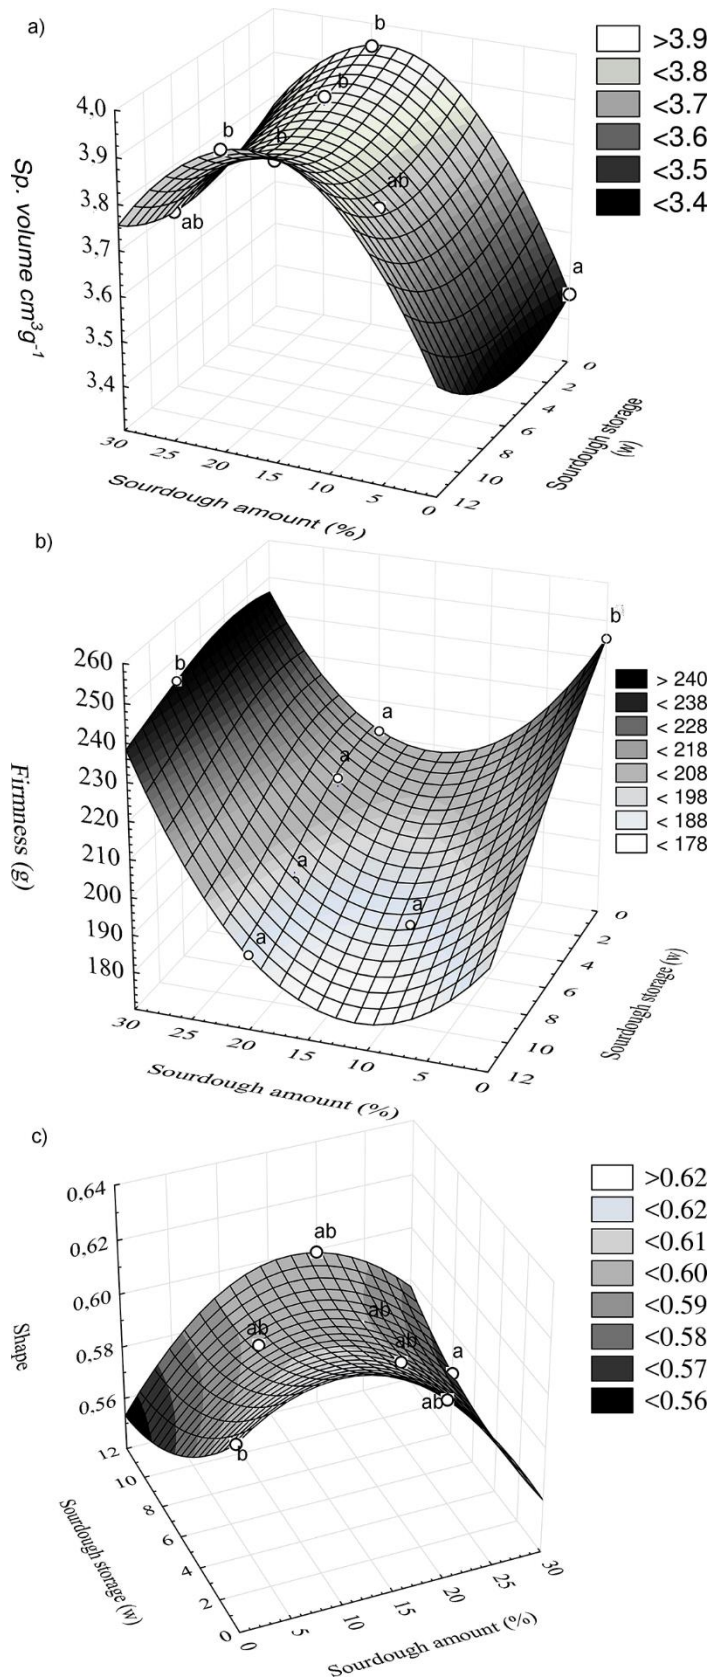 a)
b
b
b
b
ab
ab
a
4,0
3,9
3,8
3,7
3,6
3,5
3,4
Sp. volume cm³g⁻¹
30
25
20
15
10
5
0
Sourdough amount (%)
0
2
4
6
8
10
12
Sourdough storage
(w)
>3.9
<3.8
<3.7
<3.6
<3.5
<3.4
b)
b
b
a
a
a
a
a
260
250
240
230
220
210
200
190
180
Firmness (g)
30
25
20
15
10
5
0
Sourdough amount (%)
0
2
4
6
8
10
12
Sourdough storage (w)
> 240
< 238
< 228
< 218
< 208
< 198
< 188
< 178
c)
ab
ab
ab
a
ab
b
0,64
0,62
0,60
0,58
0,56
Shape
12
10
8
6
4
2
0
Sourdough storage (w)
0
5
10
15
20
25
30
Sourdough amount (%)
>0.62
<0.62
<0.61
<0.60
<0.59
<0.58
<0.57
<0.56